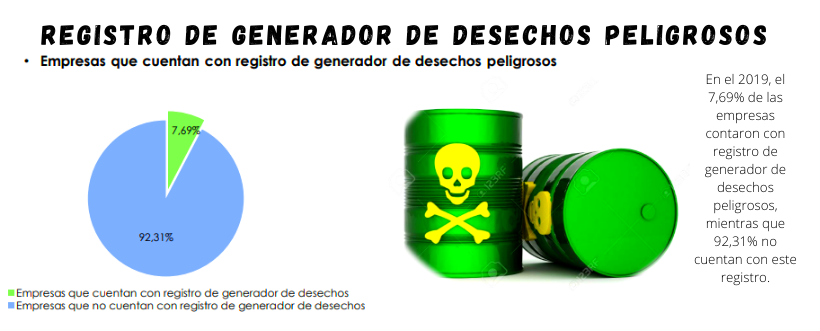 REGISTRO DE GENERADOR DE DESECHOS PELIGROSOS
• Empresas que cuentan con registro de generador de desechos peligrosos
7,69%
92,31%
Empresas que cuentan con registro de generador de desechos
Empresas que no cuentan con registro de generador de desechos
123RF
123RF
En el 2019, el
7,69% de las
empresas
contaron con
registro de
generador de
desechos
peligrosos,
mientras que
92,31% no
cuentan con este
registro.